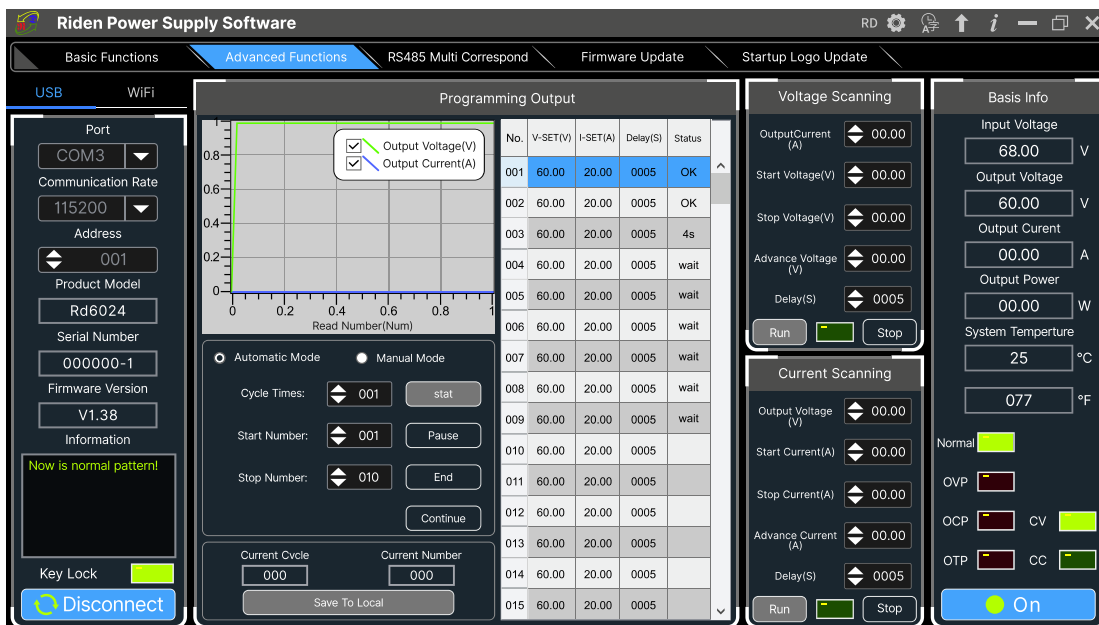 Riden Power Supply Software
RD
Basic Functions
Advanced Functions
RS485 Multi Correspond
Firmware Update
Startup Logo Update
USB
WiFi
Port
COM3
Communication Rate
115200
Address
001
Product Model
Rd6024
Serial Number
000000-1
Firmware Version
V1.38
Information
Now is normal pattern!
Key Lock
Disconnect
Programming Output
1
0.8
0.6
0.4
0.2
0
0 0.2 0.4 0.6 0.8 1
Read Number(Num)
Output Voltage(V)
Output Current(A)
Automatic Mode
Manual Mode
Cycle Times: 001 stat
Start Number: 001 Pause
Stop Number: 010 End
Continue
Current Cvcle
Current Number
000
000
Save To Local
No. V-SET(V) I-SET(A) Delay(S) Status
001 60.00 20.00 0005 OK
002 60.00 20.00 0005 OK
003 60.00 20.00 0005 4s
004 60.00 20.00 0005 wait
005 60.00 20.00 0005 wait
006 60.00 20.00 0005 wait
007 60.00 20.00 0005 wait
008 60.00 20.00 0005 wait
009 60.00 20.00 0005 wait
010 60.00 20.00 0005
011 60.00 20.00 0005
012 60.00 20.00 0005
013 60.00 20.00 0005
014 60.00 20.00 0005
015 60.00 20.00 0005
Voltage Scanning
OutputCurrent
(A)
00.00
Start Voltage(V) 00.00
Stop Voltage(V) 00.00
Advance Voltage
(V)
00.00
Delay(S) 0005
Run
Stop
Current Scanning
Output Voltage
(V)
00.00
Start Current(A) 00.00
Stop Current(A) 00.00
Advance Current
(A)
00.00
Delay(S) 0005
Run
Stop
Basis Info
Input Voltage
68.00 V
Output Voltage
60.00 V
Output Curent
00.00 A
Output Power
00.00 W
System Temperture
25 °C
077 °F
Normal
OVP
OCP
CV
OTP
CC
On